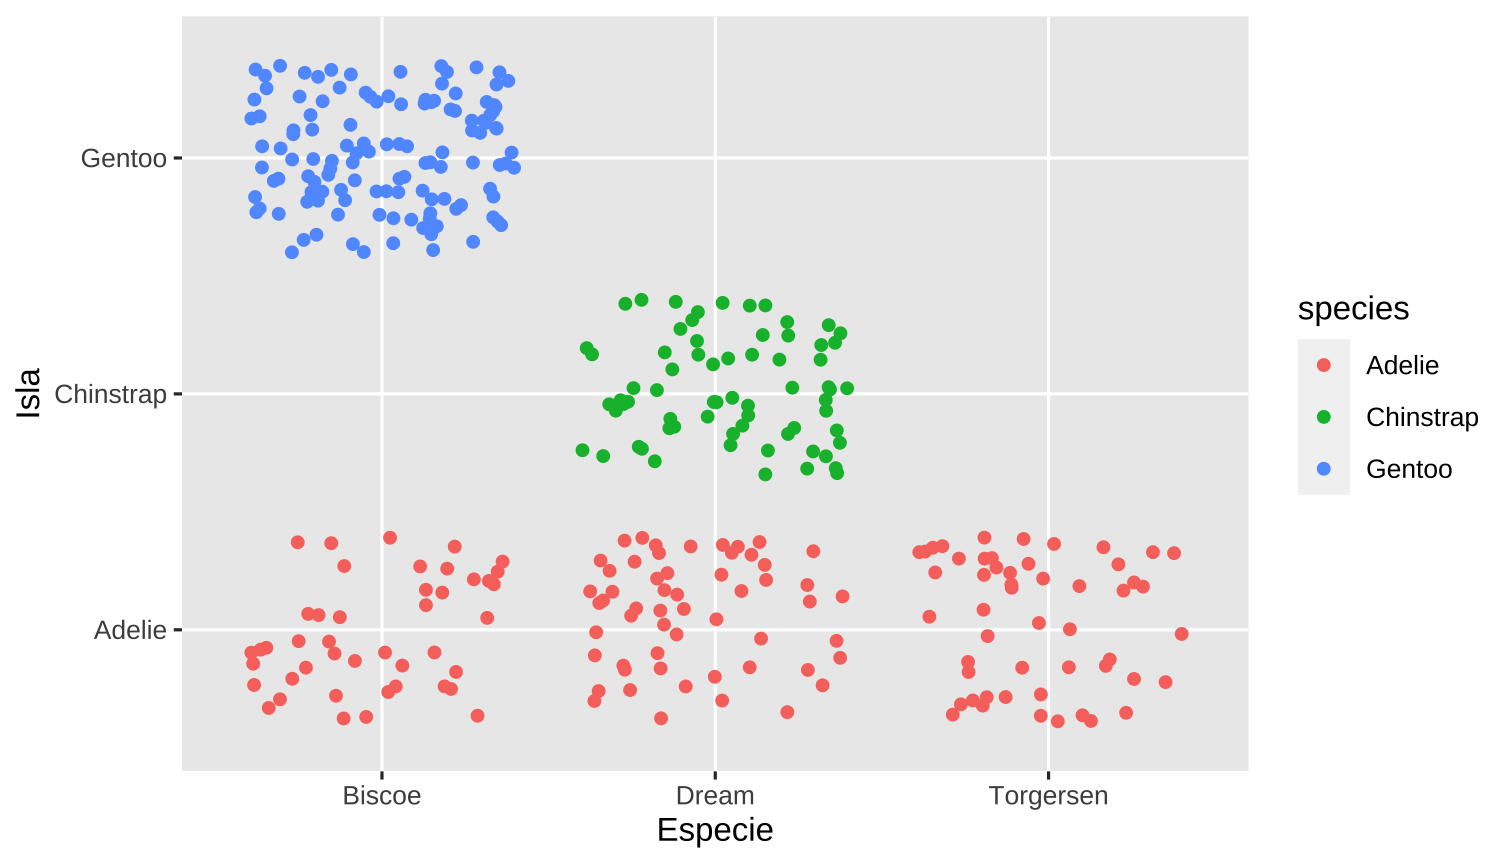 Isla
Gentoo
Chinstrap
Adelie
Biscoe
Dream
Torgersen
Especie
species
Adelie
Chinstrap
Gentoo